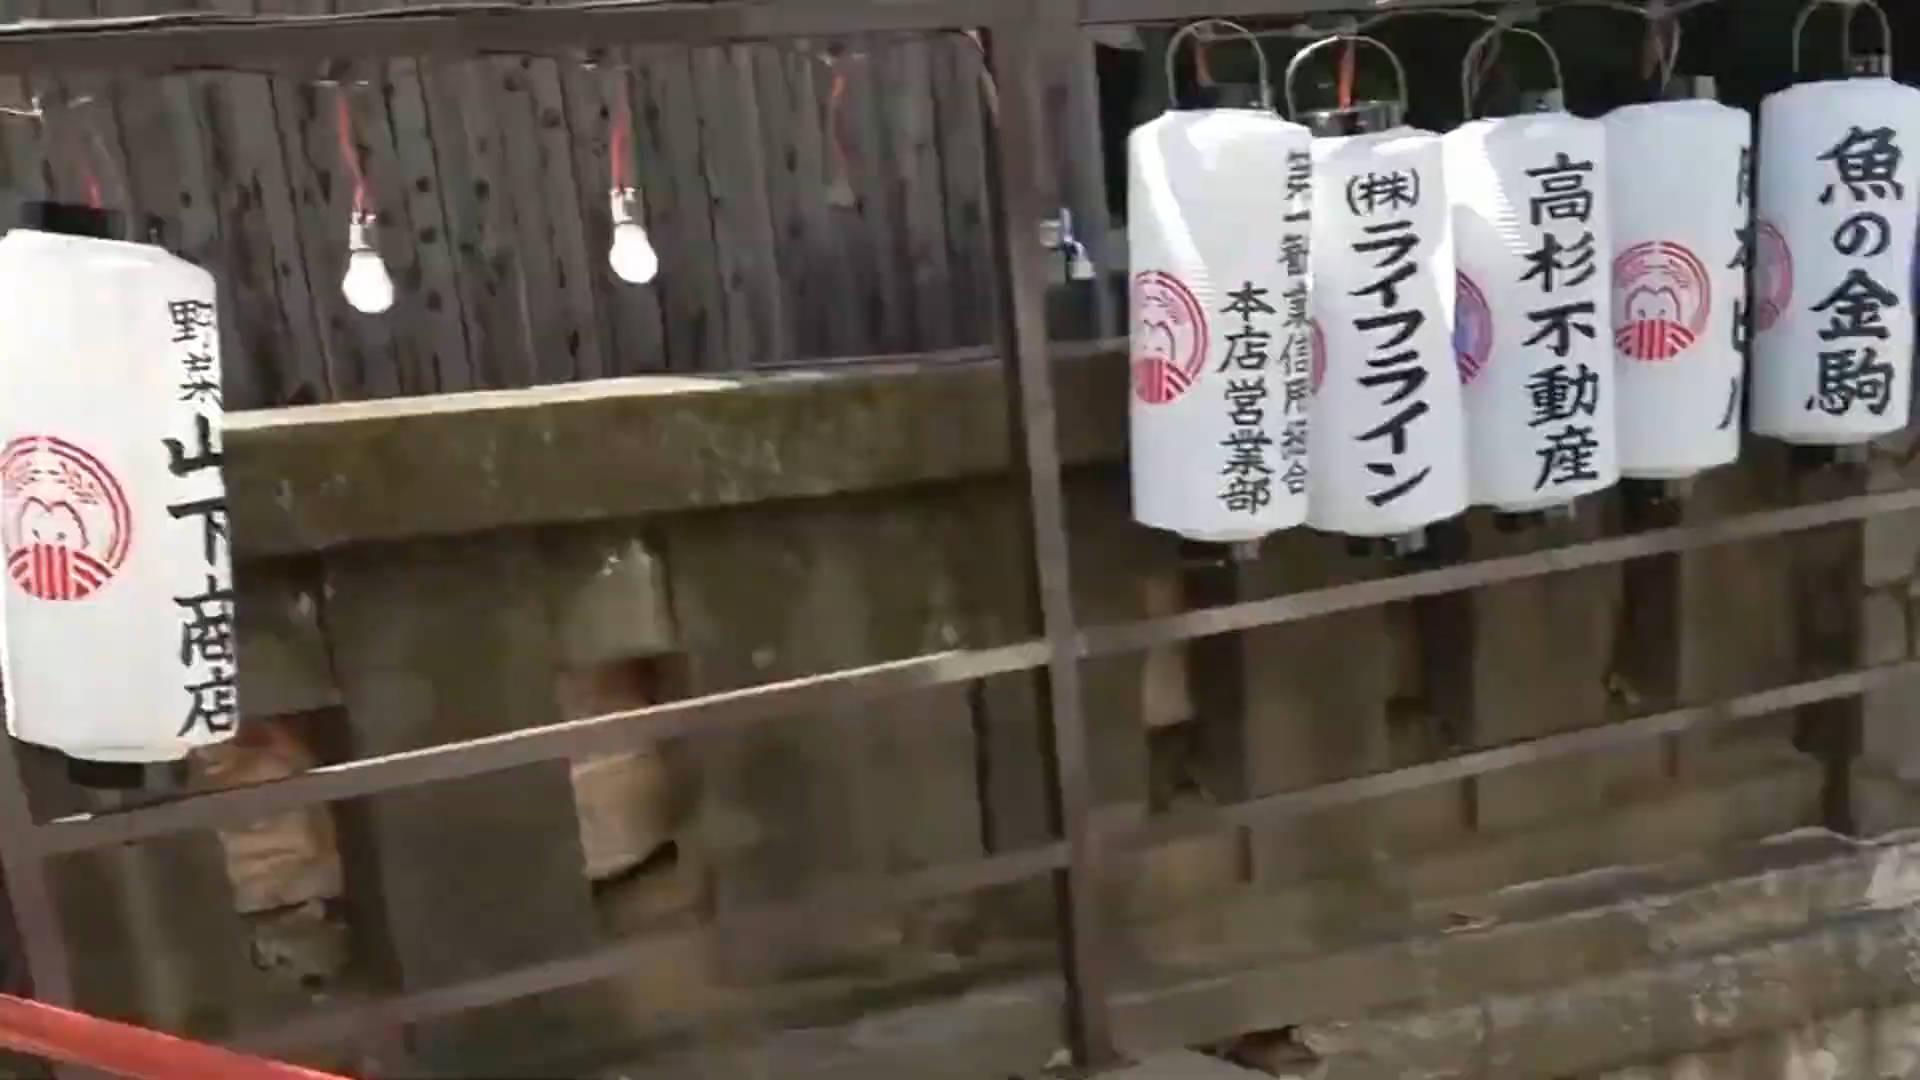 野菜
山下商店
第一勧業信用組合
本店営業部
(株)ライフライン
高杉不動産
魚の金駒